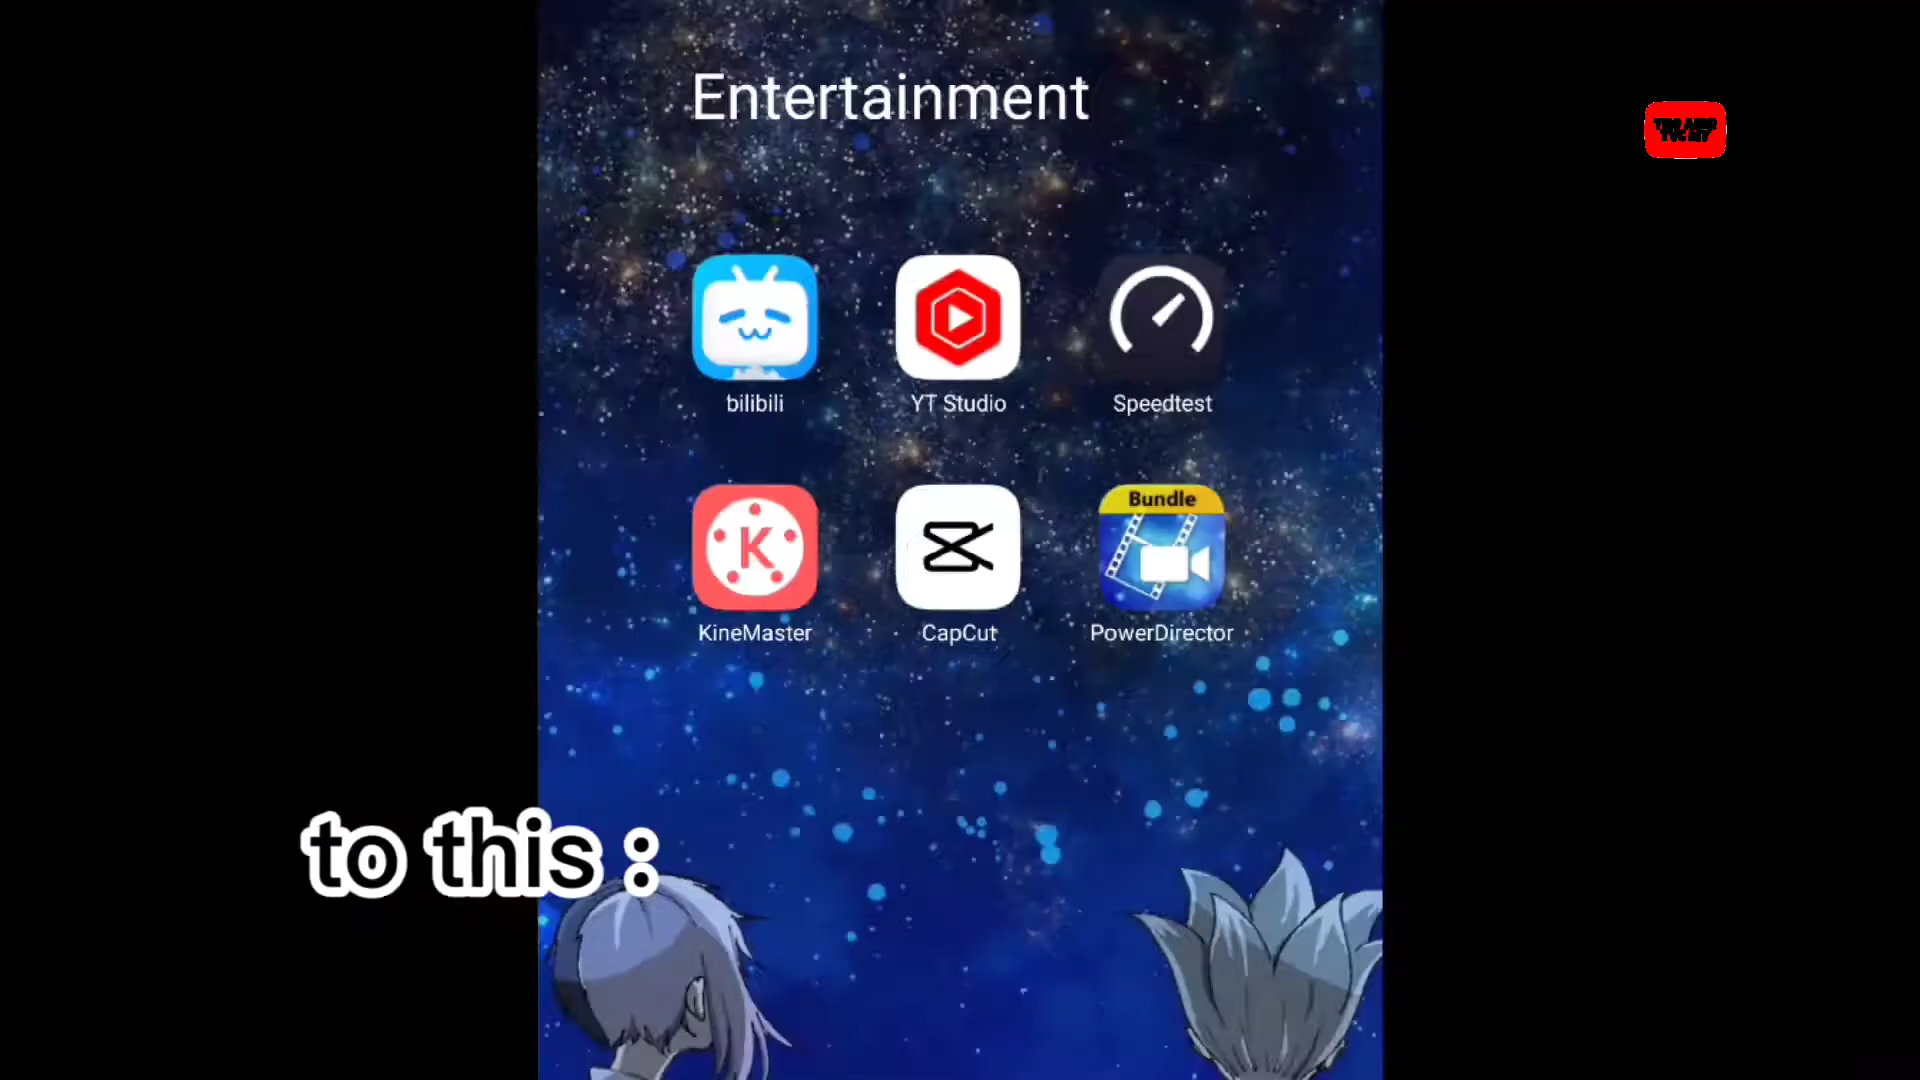 Entertainment
bilibili
YT Studio
Speedtest
K
Bundle
KineMaster
CapCut
PowerDirector
to this :